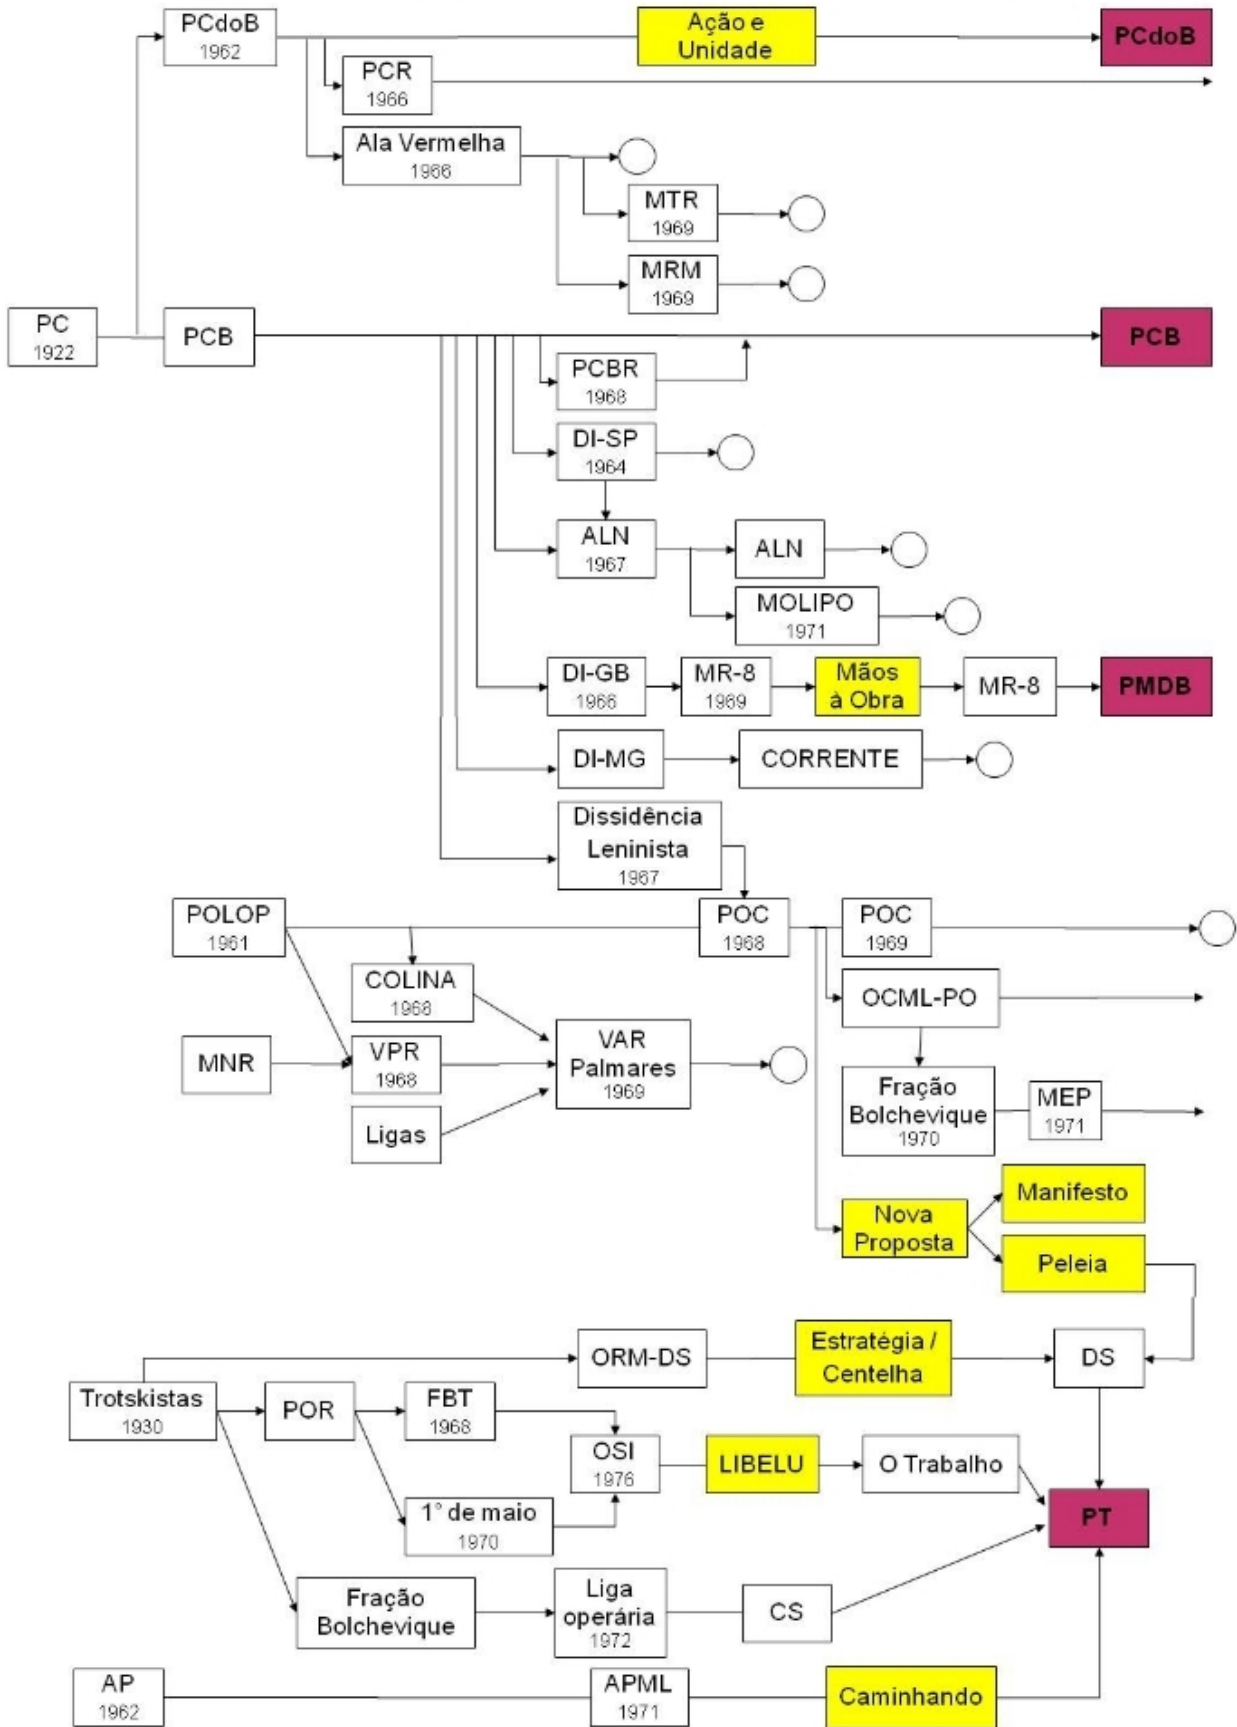 PCdoB
1962
Ação e
Unidade
PCdoB
PCR
1966
Ala Vermelha
1966
MTR
1969
MRM
1969
PC
1922
PCB
PCB
PCBR
1968
DI-SP
1964
ALN
1967
ALN
MOLIPO
1971
DI-GB
1966
MR-8
1969
Mãos
à Obra
MR-8
PMDB
DI-MG
CORRENTE
Dissidência
Leninista
1967
POLOP
1961
POC
1968
POC
1969
COLINA
1968
OCML-PO
MNR
VPR
1968
VAR
Palmares
1969
Ligas
Fração
Bolchevique
1970
MEP
1971
Nova
Proposta
Manifesto
Peleia
ORM-DS
Estratégia /
Centelha
DS
Trotskistas
1930
POR
FBT
1968
OSI
1976
LIBELU
O Trabalho
1° de maio
1970
PT
Fração
Bolchevique
Liga
operária
1972
CS
AP
1962
APML
1971
Caminhando